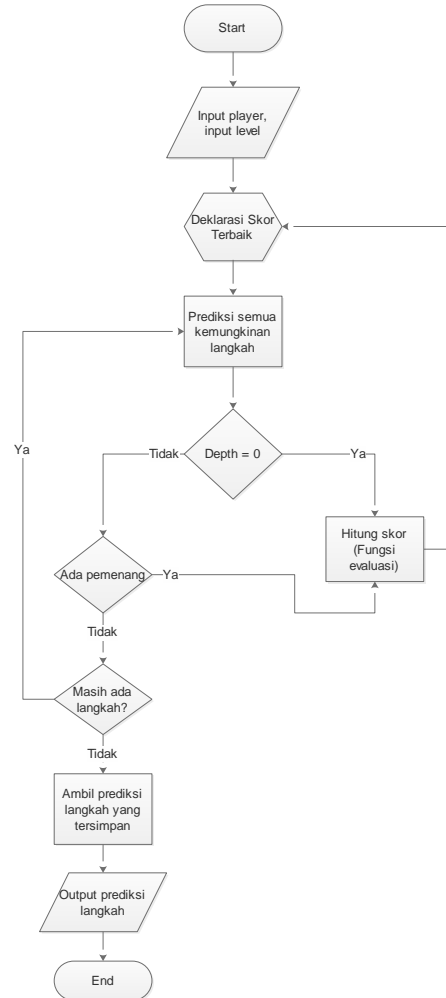 Start
Input player,
input level
Deklarasi Skor
Terbaik
Prediksi semua
kemungkinan
langkah
Ya
Tidak
Depth = 0
Ya
Hitung skor
(Fungsi
evaluasi)
Ada pemenang
Ya
Tidak
Masih ada
langkah?
Tidak
Ambil prediksi
langkah yang
tersimpan
Output prediksi
langkah
End